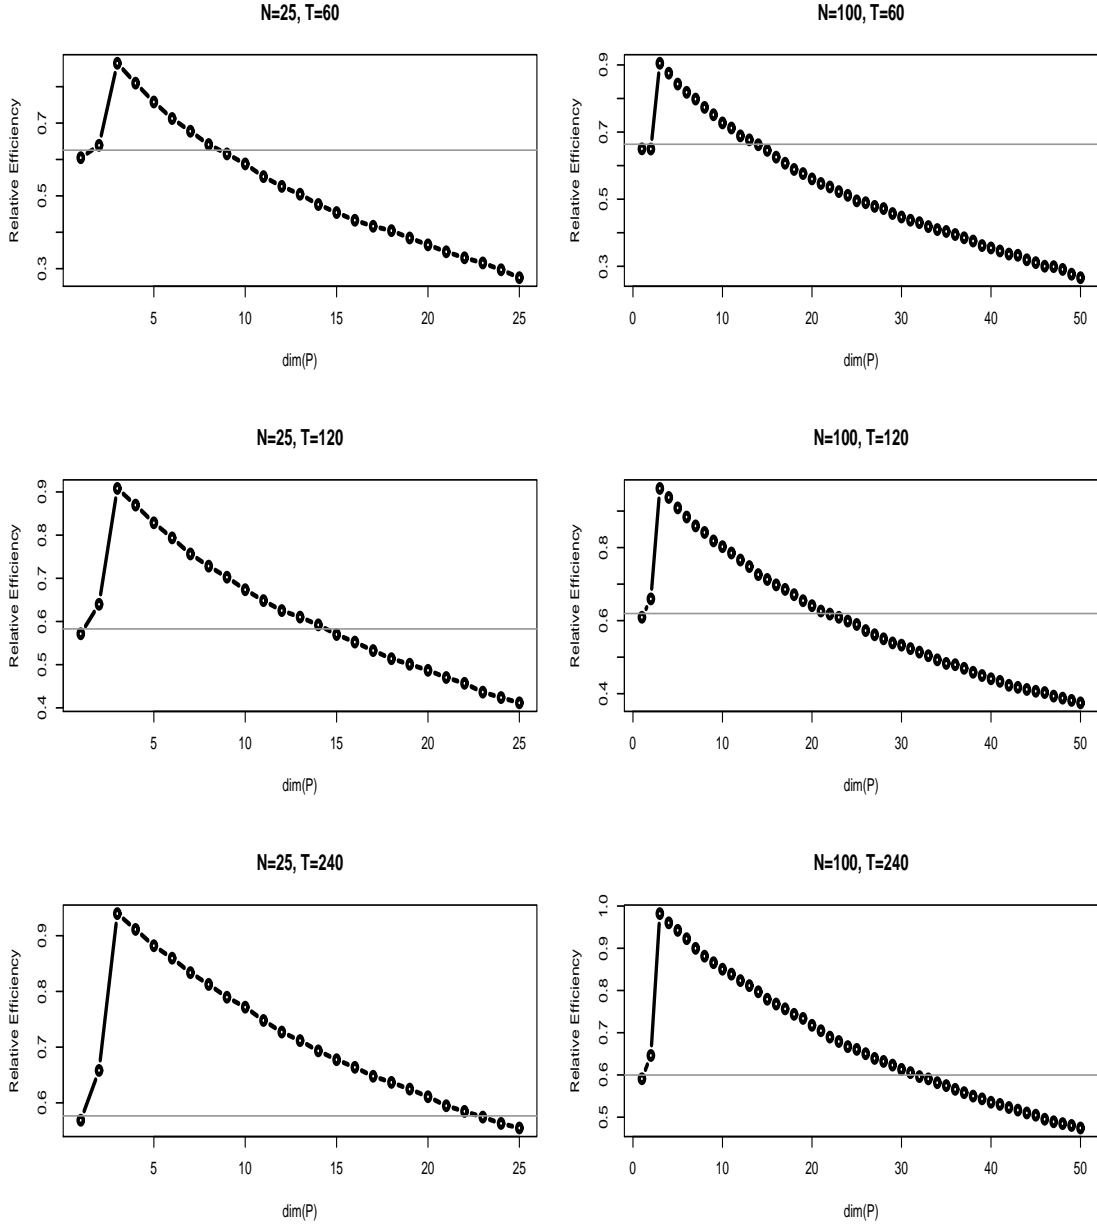 N=25, T=60
Relative Efficiency
0.3 0.5 0.7
5 10 15 20 25
dim(P)
N=100, T=60
Relative Efficiency
0.3 0.5 0.7 0.9
0 10 20 30 40 50
dim(P)
N=25, T=120
Relative Efficiency
0.4 0.5 0.6 0.7 0.8 0.9
5 10 15 20 25
dim(P)
N=100, T=120
Relative Efficiency
0.4 0.6 0.8
0 10 20 30 40 50
dim(P)
N=25, T=240
Relative Efficiency
0.6 0.7 0.8 0.9
5 10 15 20 25
dim(P)
N=100, T=240
Relative Efficiency
0.5 0.6 0.7 0.8 0.9 1.0
0 10 20 30 40 50
dim(P)